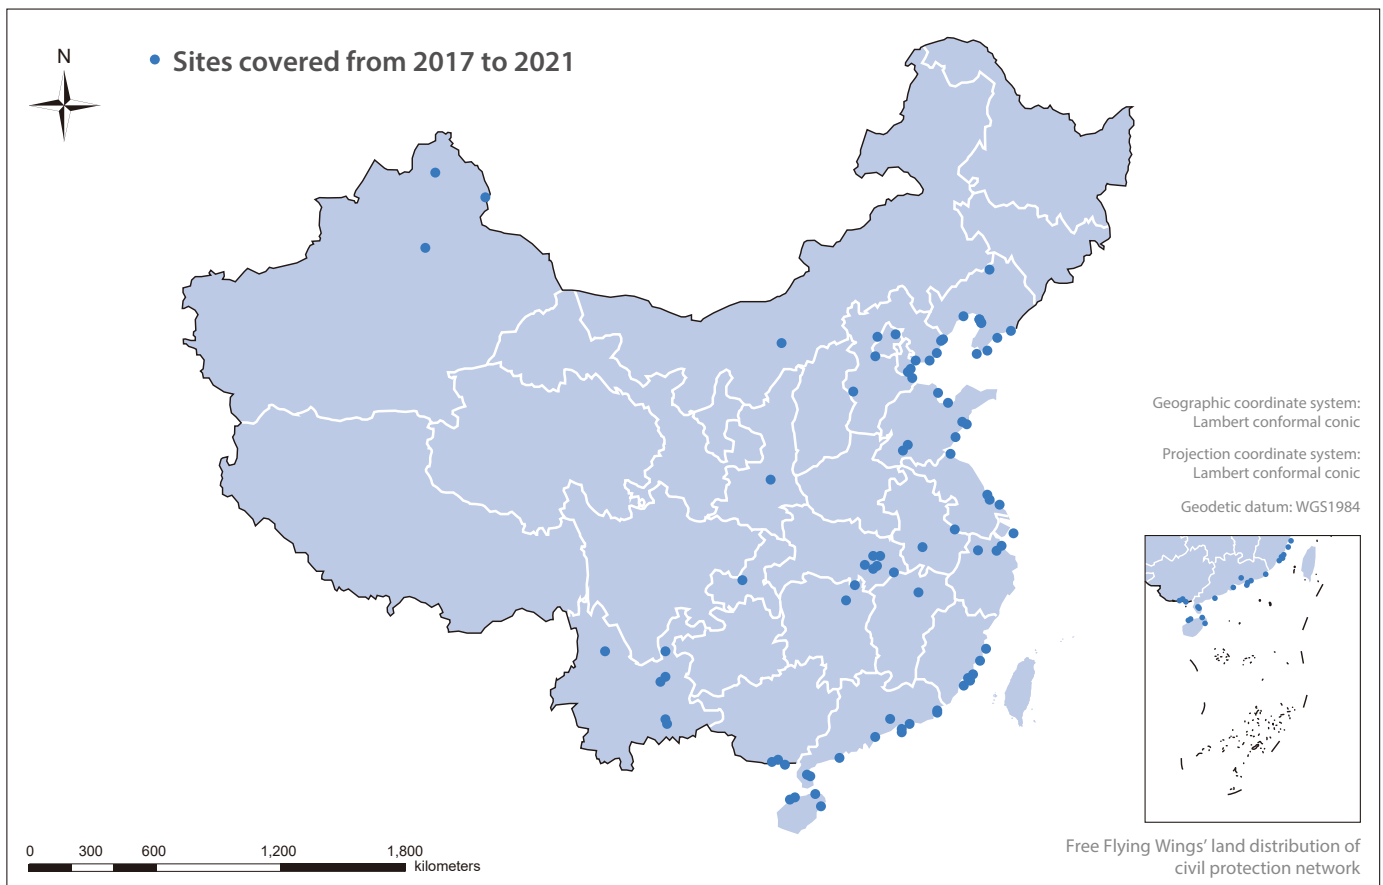 N
Sites covered from 2017 to 2021
Geographic coordinate system:
Lambert conformal conic
Projection coordinate system:
Lambert conformal conic
Geodetic datum: WGS1984
0 300 600 1,200 1,800
kilometers
Free Flying Wings’ land distribution of
civil protection network